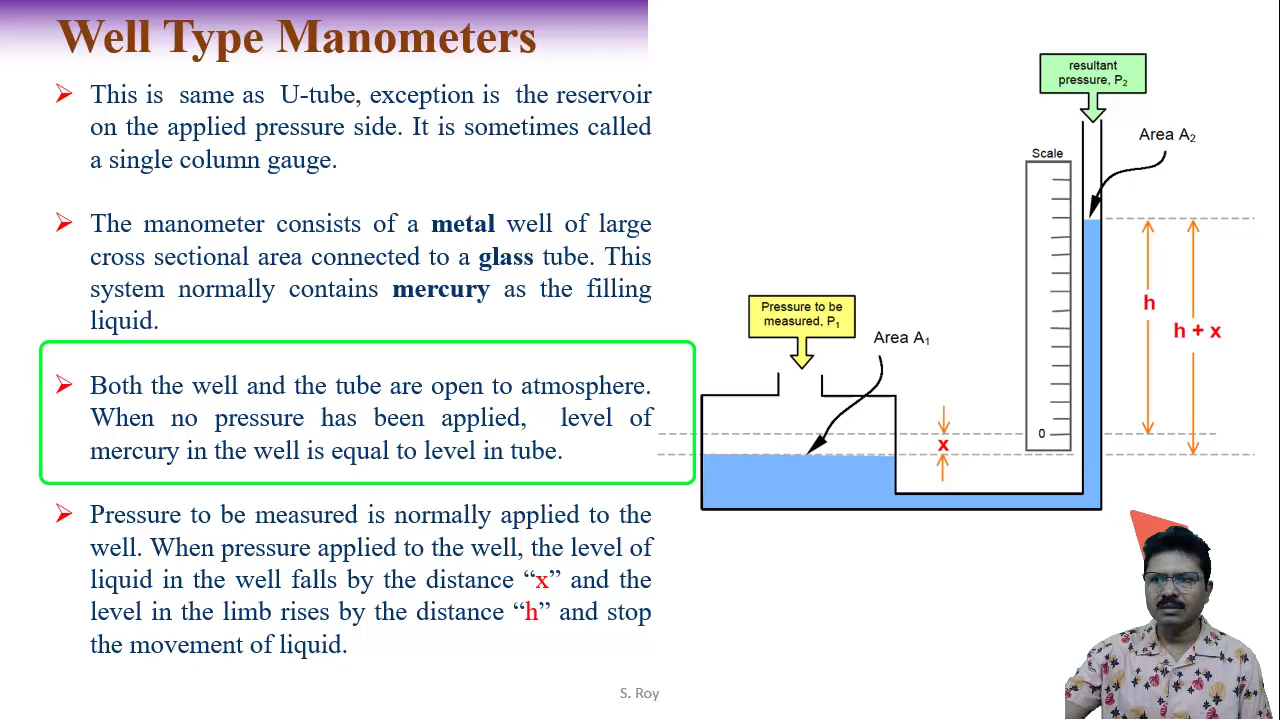 Well Type Manometers
This is same as U-tube, exception is the reservoir
on the applied pressure side. It is sometimes called
a single column gauge.
The manometer consists of a metal well of large
cross sectional area connected to a glass tube. This
system normally contains mercury as the filling
liquid.
Both the well and the tube are open to atmosphere.
When no pressure has been applied, level of
mercury in the well is equal to level in tube.
Pressure to be measured is normally applied to the
well. When pressure applied to the well, the level of
liquid in the well falls by the distance “x” and the
level in the limb rises by the distance “h” and stop
the movement of liquid.
resultant
pressure, P₂
Area A₂
Scale
h
h + x
Pressure to be
measured, P₁
Area A₁
x
0
S. Roy